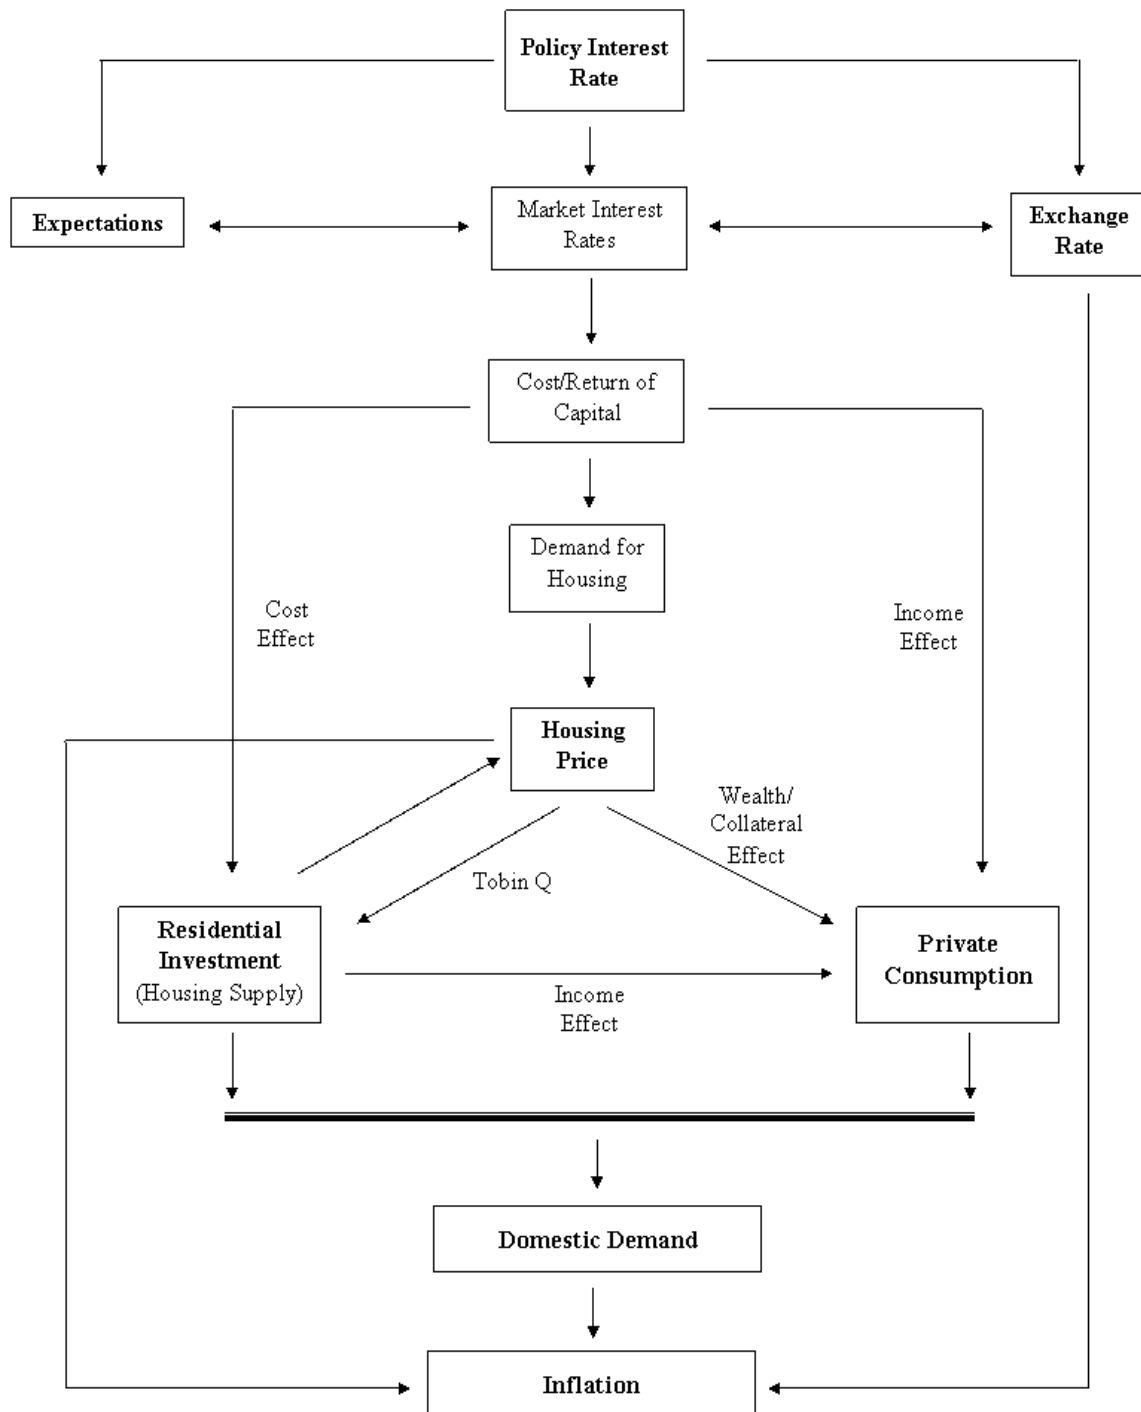 Policy Interest
Rate
Expectations
Market Interest
Rates
Exchange
Rate
Cost/Return of
Capital
Demand for
Housing
Cost
Effect
Income
Effect
Housing
Price
Wealth/
Collateral
Effect
Tobin Q
Residential
Investment
(Housing Supply)
Private
Consumption
Income
Effect
Domestic Demand
Inflation